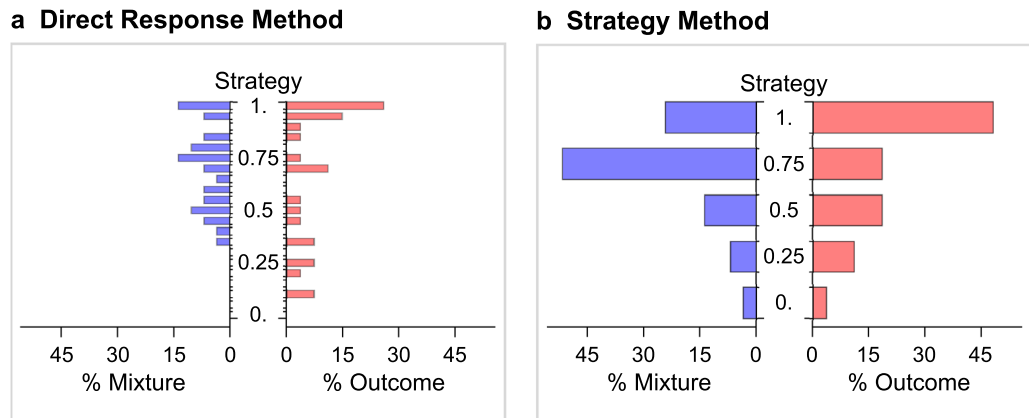 a Direct Response Method
Strategy
1.
0.75
0.5
0.25
0.
45 30 15 0
0 15 30 45
% Mixture
% Outcome
b Strategy Method
Strategy
1.
0.75
0.5
0.25
0.
45 30 15 0
0 15 30 45
% Mixture
% Outcome